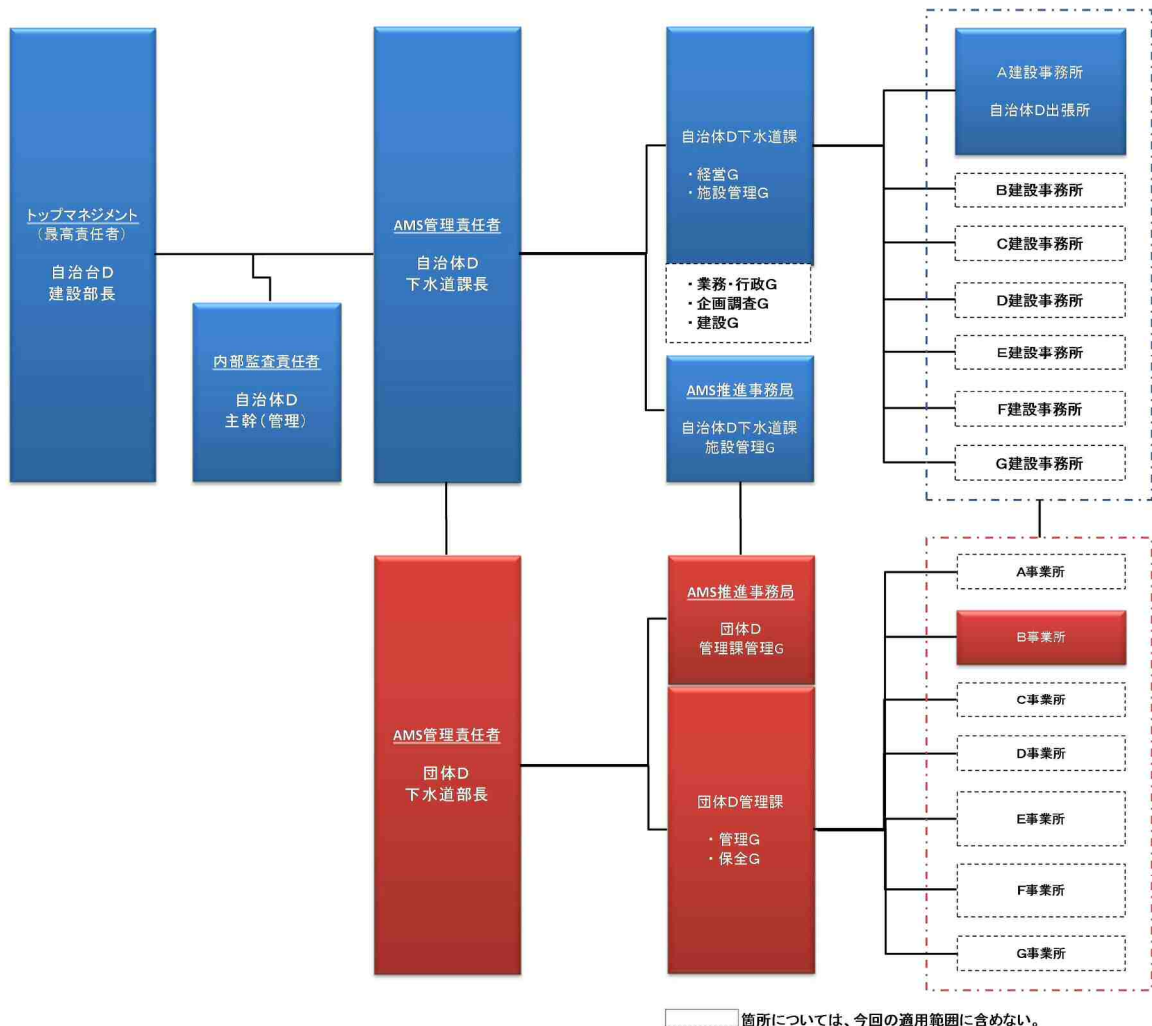 トップマネジメント
(最高責任者)
自治台D
建設部長
内部監査責任者
自治体D
主幹(管理)
AMS管理責任者
自治体D
下水道課長
自治体D下水道課
・経営G
・施設管理G
・業務・行政G
・企画調査G
・建設G
AMS推進事務局
自治体D下水道課
施設管理G
A建設事務所
自治体D出張所
B建設事務所
C建設事務所
D建設事務所
E建設事務所
F建設事務所
G建設事務所
AMS管理責任者
団体D
下水道部長
AMS推進事務局
団体D
管理課管理G
団体D管理課
・管理G
・保全G
A事業所
B事業所
C事業所
D事業所
E事業所
F事業所
G事業所
箇所については、今回の適用範囲に含めない。